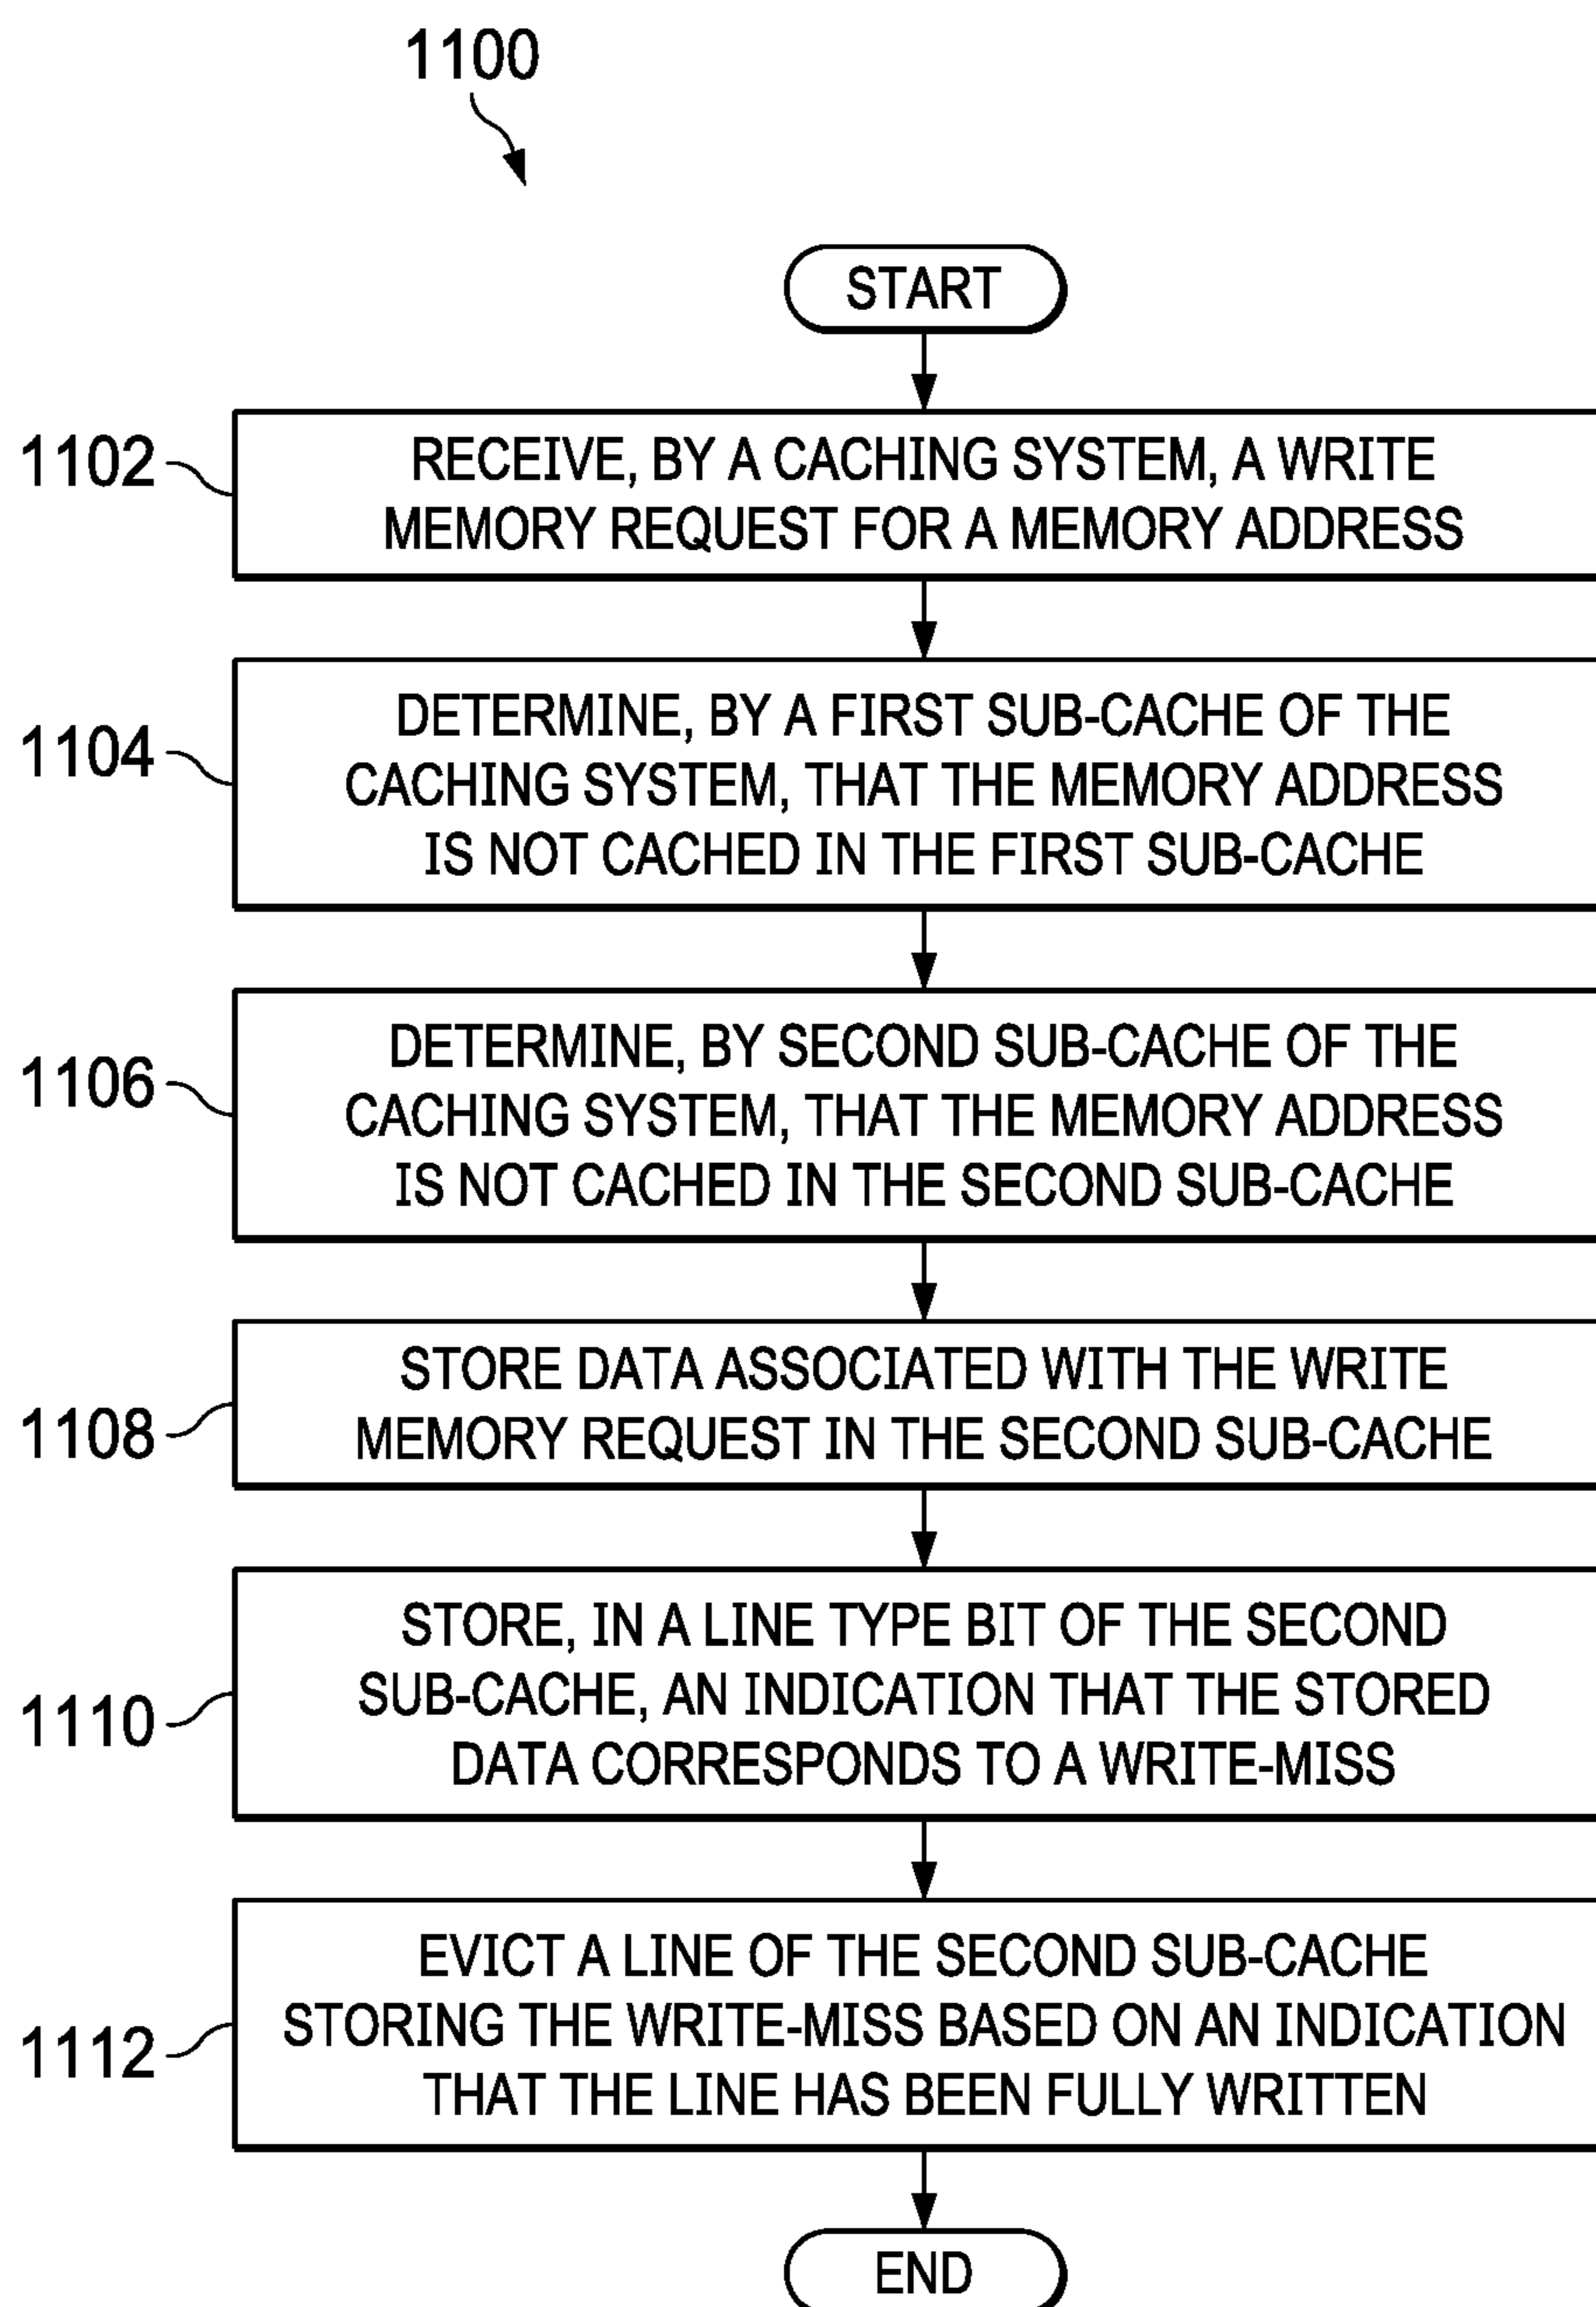 1100
START
1102
RECEIVE, BY A CACHING SYSTEM, A WRITE
MEMORY REQUEST FOR A MEMORY ADDRESS
1104
DETERMINE, BY A FIRST SUB-CACHE OF THE
CACHING SYSTEM, THAT THE MEMORY ADDRESS
IS NOT CACHED IN THE FIRST SUB-CACHE
1106
DETERMINE, BY SECOND SUB-CACHE OF THE
CACHING SYSTEM, THAT THE MEMORY ADDRESS
IS NOT CACHED IN THE SECOND SUB-CACHE
1108
STORE DATA ASSOCIATED WITH THE WRITE
MEMORY REQUEST IN THE SECOND SUB-CACHE
1110
STORE, IN A LINE TYPE BIT OF THE SECOND
SUB-CACHE, AN INDICATION THAT THE STORED
DATA CORRESPONDS TO A WRITE-MISS
1112
EVICT A LINE OF THE SECOND SUB-CACHE
STORING THE WRITE-MISS BASED ON AN INDICATION
THAT THE LINE HAS BEEN FULLY WRITTEN
END